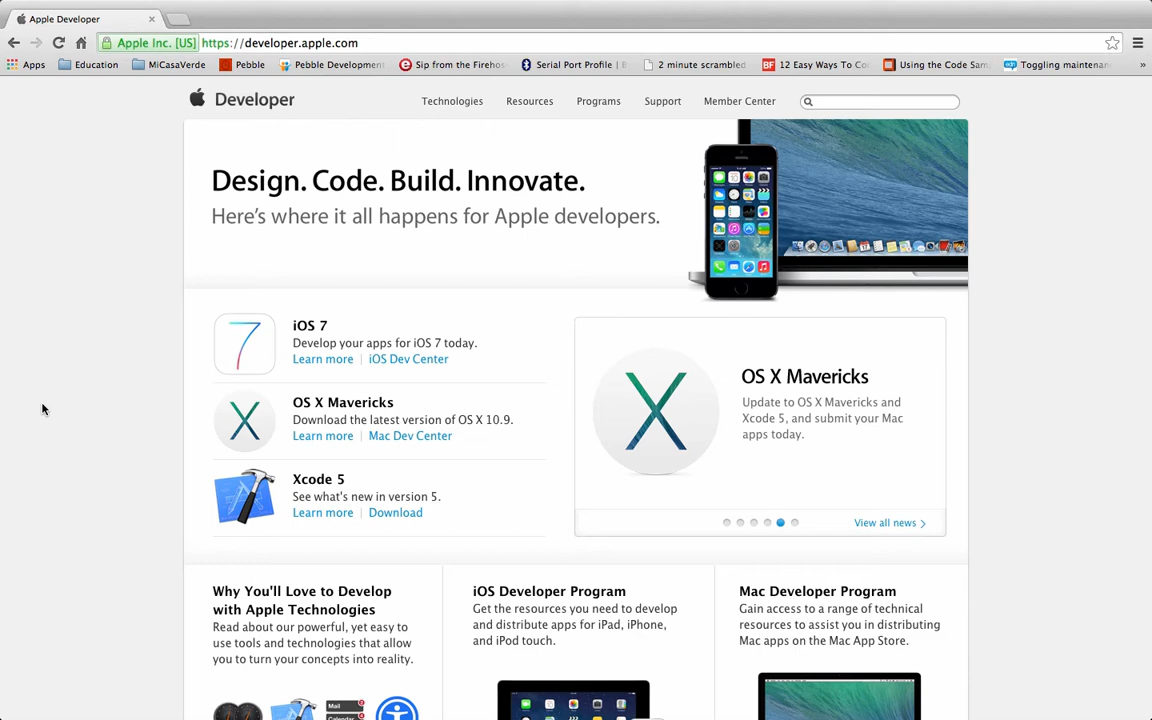 Apple Developer
Apple Inc. [US] https://developer.apple.com
Apps Education MiCasaVerde Pebble Pebble Developmen Sip from the Firehos Serial Port Profile | 2 minute scrambled 12 Easy Ways To Co Using the Code Sam Toggling maintenan »
Developer Technologies Resources Programs Support Member Center
Design. Code. Build. Innovate.
Here's where it all happens for Apple developers.
7
iOS 7
Develop your apps for iOS 7 today.
Learn more | iOS Dev Center
X
OS X Mavericks
Download the latest version of OS X 10.9.
Learn more | Mac Dev Center
Xcode 5
See what's new in version 5.
Learn more | Download
X
OS X Mavericks
Update to OS X Mavericks and
Xcode 5, and submit your Mac
apps today.
View all news
Why You'll Love to Develop
with Apple Technologies
Read about our powerful, yet easy to
use tools and technologies that allow
you to turn your concepts into reality.
Mail
Calendar
iOS Developer Program
Get the resources you need to develop
and distribute apps for iPad, iPhone,
and iPod touch.
Mac Developer Program
Gain access to a range of technical
resources to assist you in distributing
Mac apps on the Mac App Store.